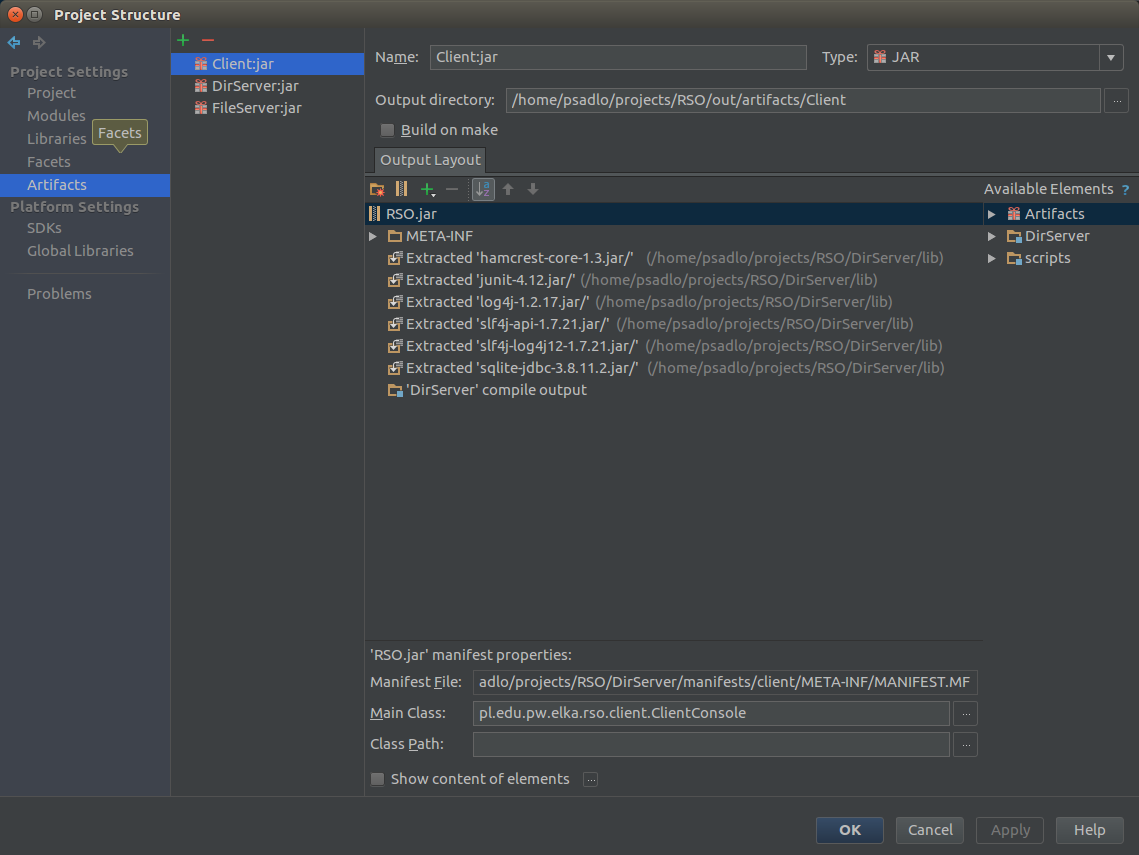 Project Structure
Project Settings
Project
Modules
Libraries
Facets
Facets
Artifacts
Platform Settings
SDKs
Global Libraries
Problems
Client:jar
DirServer:jar
FileServer:jar
Name: Client:jar Type: JAR
Output directory: /home/psadlo/projects/RSO/out/artifacts/Client ...
Build on make
Output Layout
Available Elements ?
RSO.jar
META-INF
Extracted 'hamcrest-core-1.3.jar/' (/home/psadlo/projects/RSO/DirServer/lib)
Extracted 'junit-4.12.jar/' (/home/psadlo/projects/RSO/DirServer/lib)
Extracted 'log4j-1.2.17.jar/' (/home/psadlo/projects/RSO/DirServer/lib)
Extracted 'slf4j-api-1.7.21.jar/' (/home/psadlo/projects/RSO/DirServer/lib)
Extracted 'slf4j-log4j12-1.7.21.jar/' (/home/psadlo/projects/RSO/DirServer/lib)
Extracted 'sqlite-jdbc-3.8.11.2.jar/' (/home/psadlo/projects/RSO/DirServer/lib)
'DirServer' compile output
Artifacts
DirServer
scripts
'RSO.jar' manifest properties:
Manifest File: adlo/projects/RSO/DirServer/manifests/client/META-INF/MANIFEST.MF
Main Class: pl.edu.pw.elka.rso.client.ClientConsole ...
Class Path: ...
Show content of elements ...
OK Cancel Apply Help